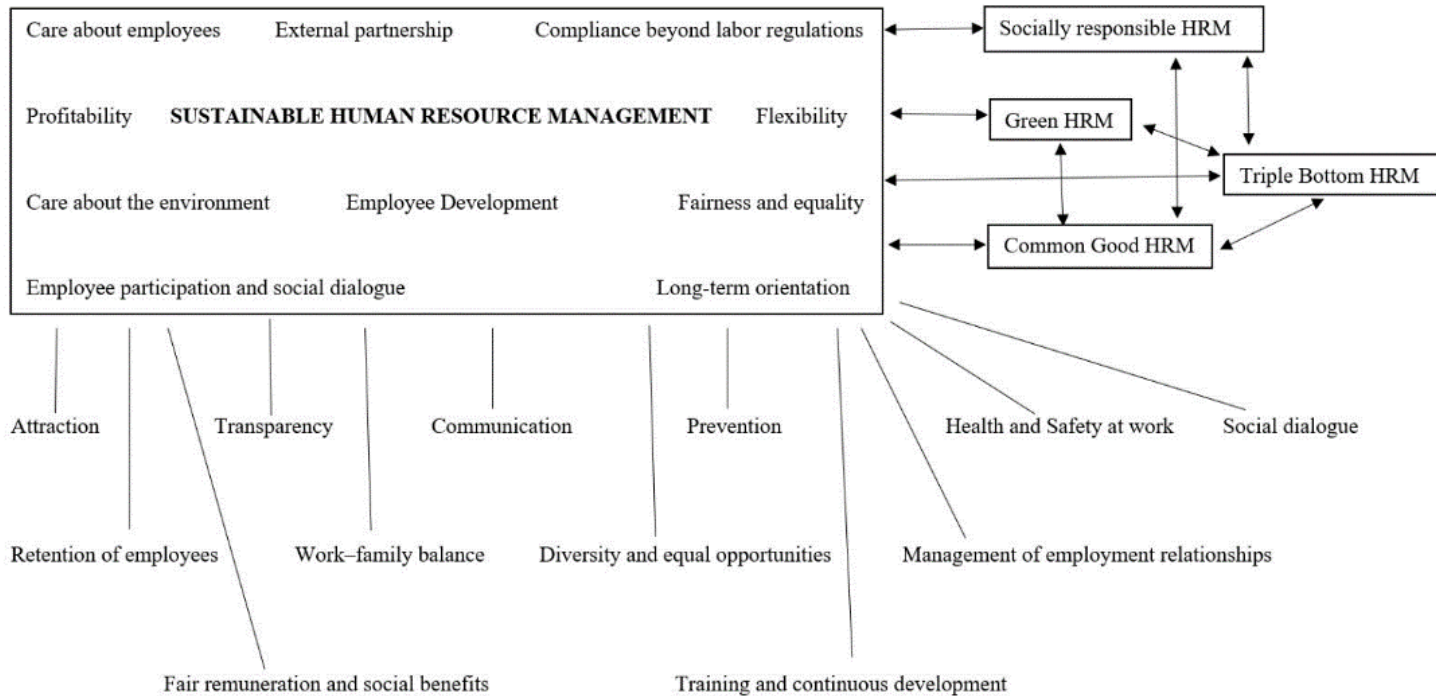 Care about employees External partnership Compliance beyond labor regulations
Socially responsible HRM
Profitability SUSTAINABLE HUMAN RESOURCE MANAGEMENT Flexibility
Green HRM
Triple Bottom HRM
Care about the environment Employee Development Fairness and equality
Common Good HRM
Employee participation and social dialogue Long-term orientation
Attraction Transparency Communication Prevention Health and Safety at work Social dialogue
Retention of employees Work–family balance Diversity and equal opportunities Management of employment relationships
Fair remuneration and social benefits Training and continuous development